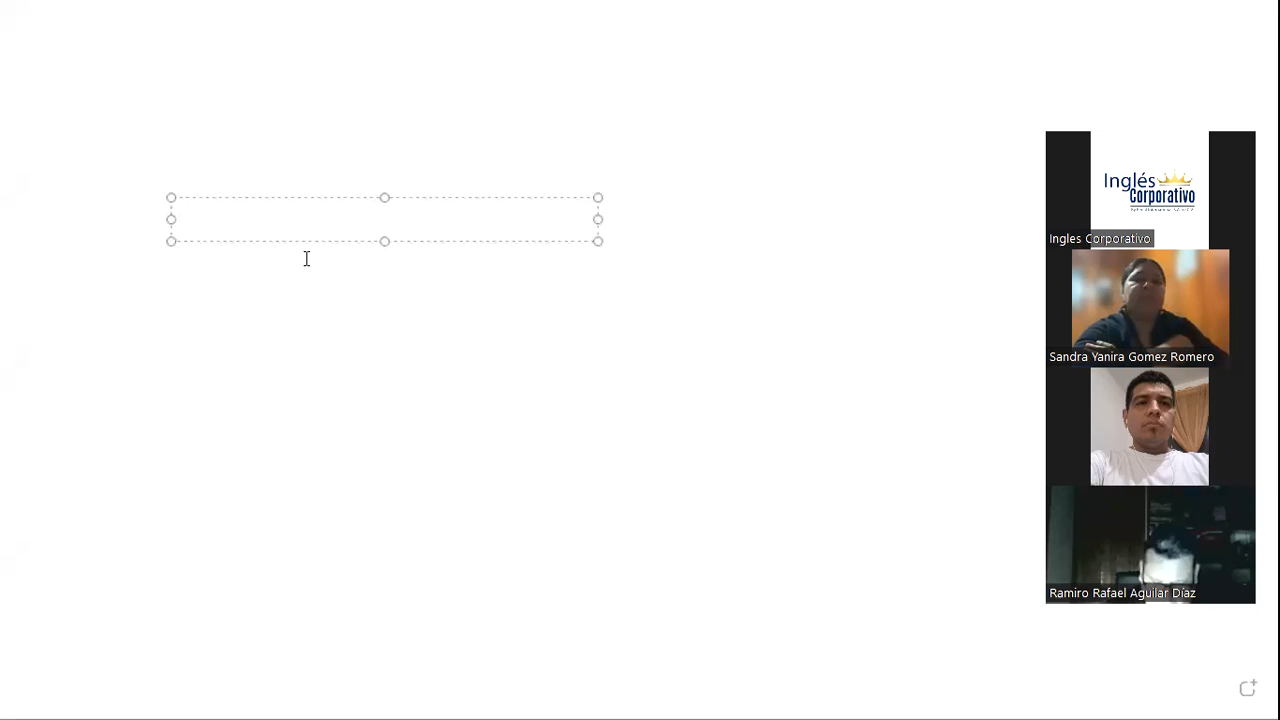 Inglés
Corporativo
Ingles Corporativo
Sandra Yanira Gomez Romero
Ramiro Rafael Aguilar Diaz